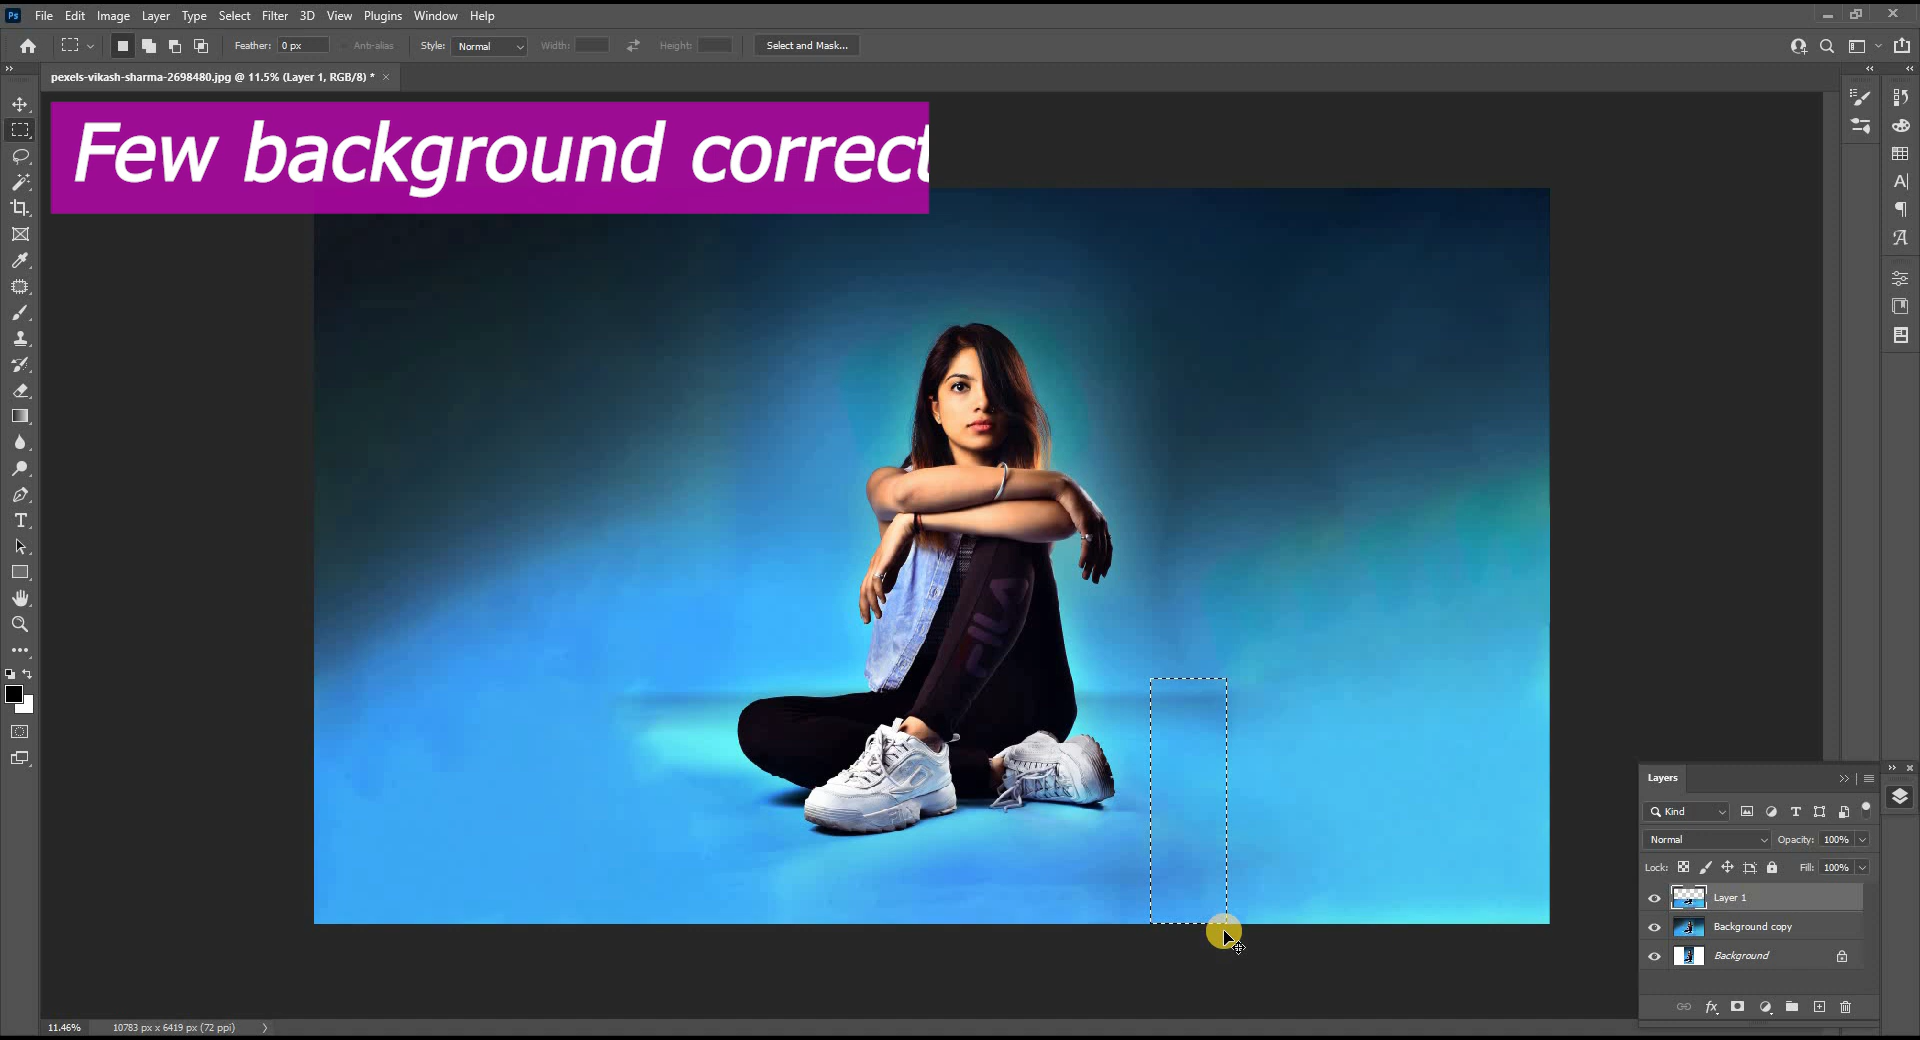 Ps File Edit Image Layer Type Select Filter 3D View Plugins Window Help
Feather: 0 px Anti-alias Style: Normal Width: Height: Select and Mask...
pexels-vikash-sharma-2698480.jpg @ 11.5% (Layer 1, RGB/8) *
Few background correct
FILA
Layers
Kind
Normal Opacity: 100%
Lock: Fill: 100%
Layer 1
Background copy
Background
11.46% 10783 px x 6419 px (72 ppi)